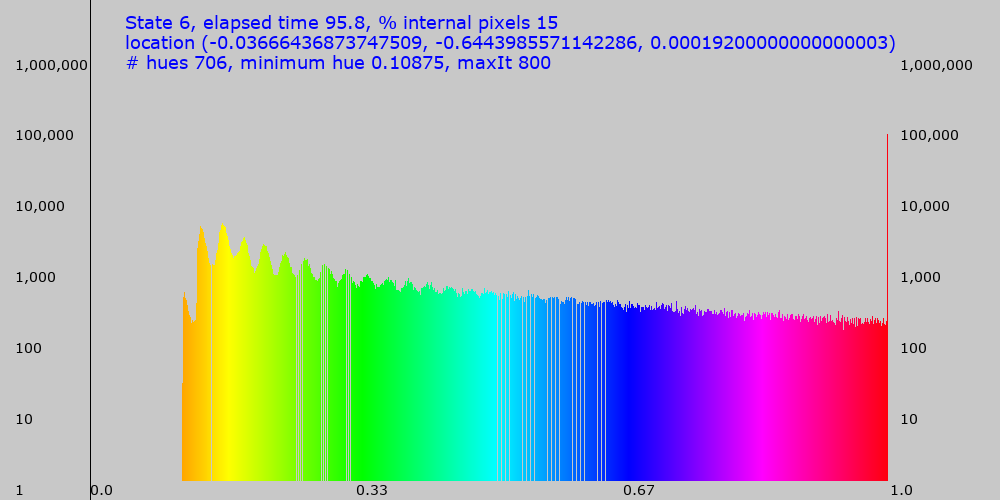 State 6, elapsed time 95.8, % internal pixels 15
location (-0.03666436873747509, -0.6443985571142286, 0.00019200000000000003)
# hues 706, minimum hue 0.10875, maxIt 800
1,000,000 1,000,000
100,000 100,000
10,000 10,000
1,000 1,000
100 100
10 10
1 0.0 0.33 0.67 1.0